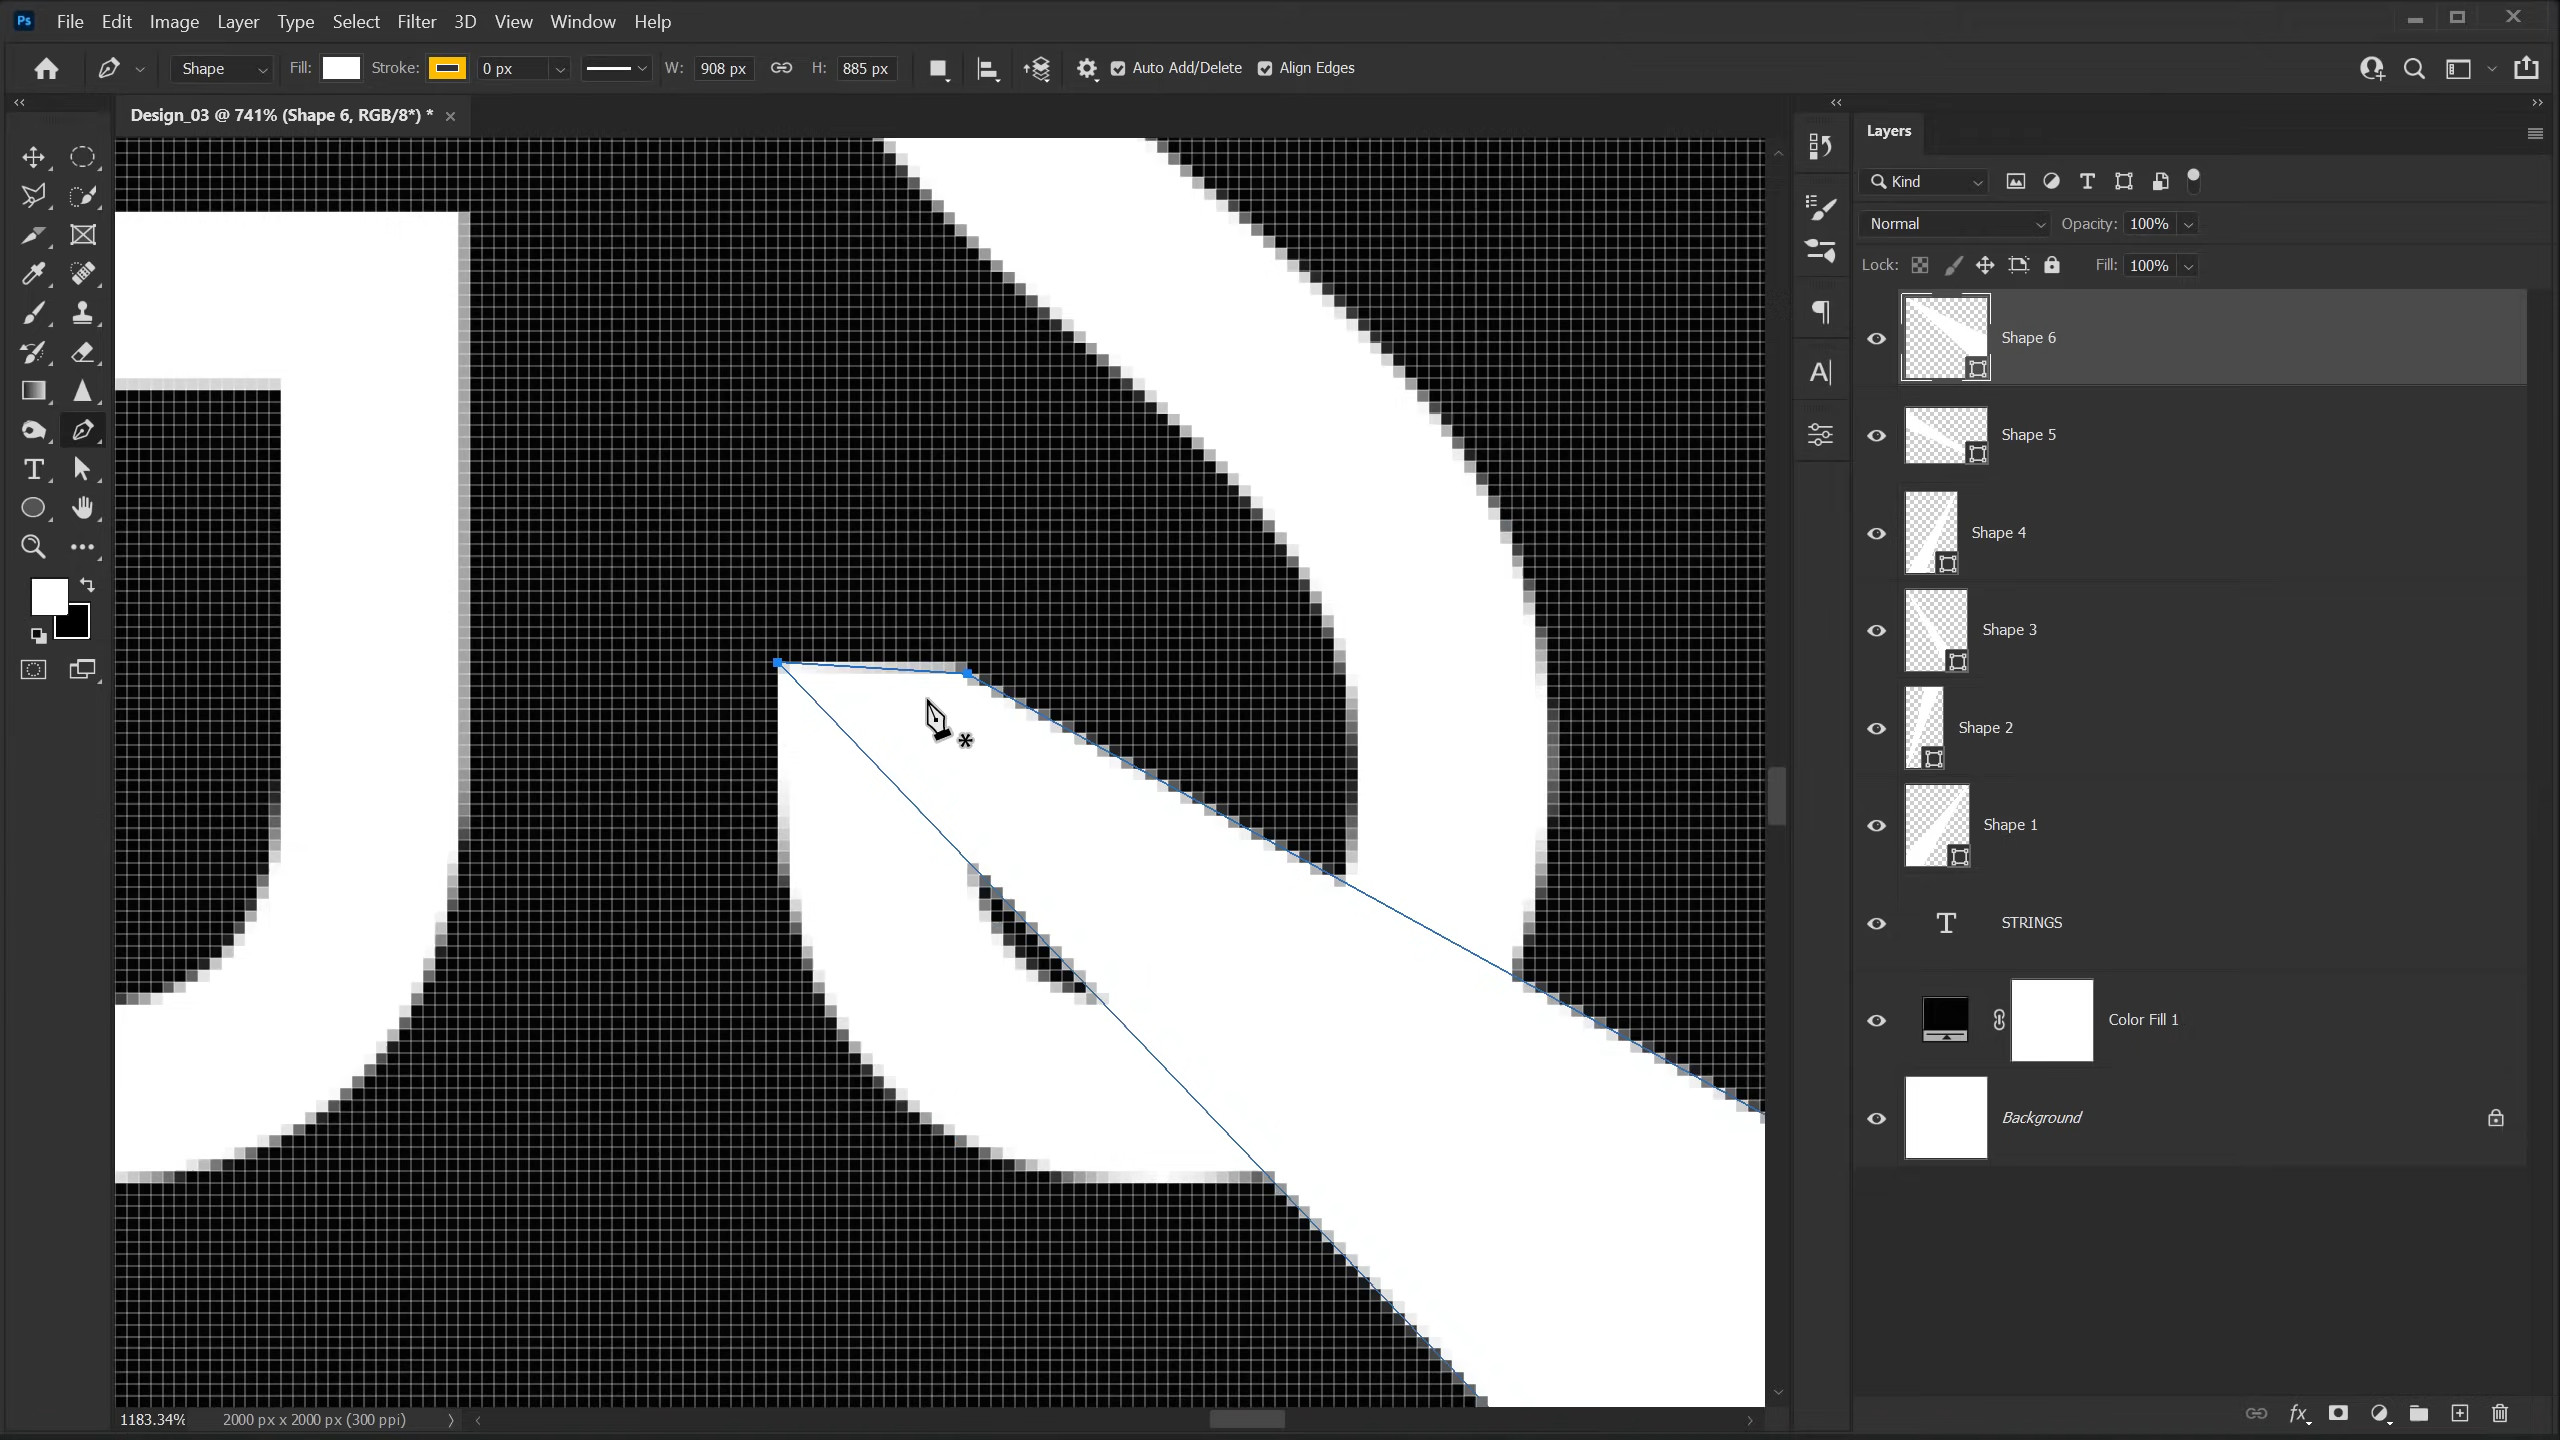 Ps File Edit Image Layer Type Select Filter 3D View Window Help
Shape Fill: Stroke: 0 px W: 908 px H: 885 px Auto Add/Delete Align Edges
Design_03 @ 741% (Shape 6, RGB/8*) *
Layers
Kind
Normal Opacity: 100%
Lock: Fill: 100%
Shape 6
Shape 5
Shape 4
Shape 3
Shape 2
Shape 1
STRINGS
Color Fill 1
Background
1183.34% 2000 px x 2000 px (300 ppi)